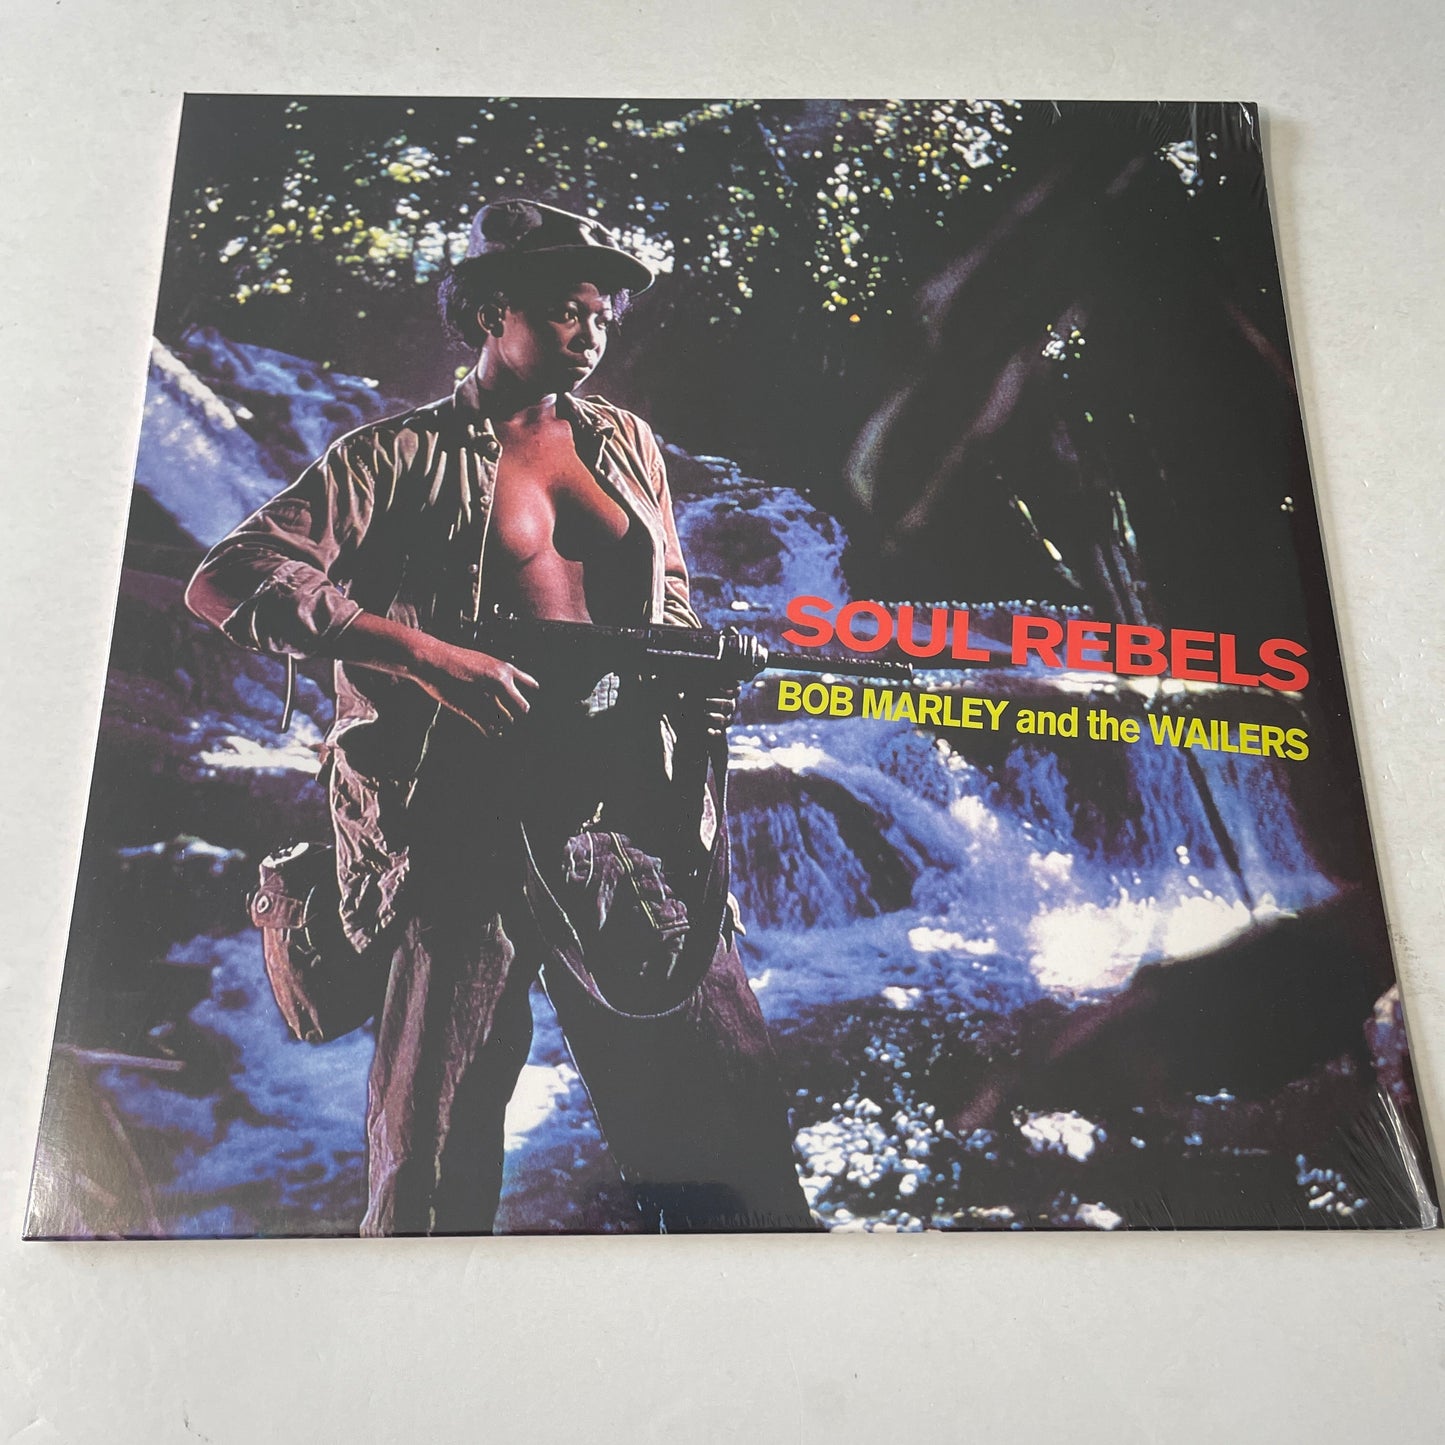 SOUL REBELS
BOB MARLEY and the WAILERS